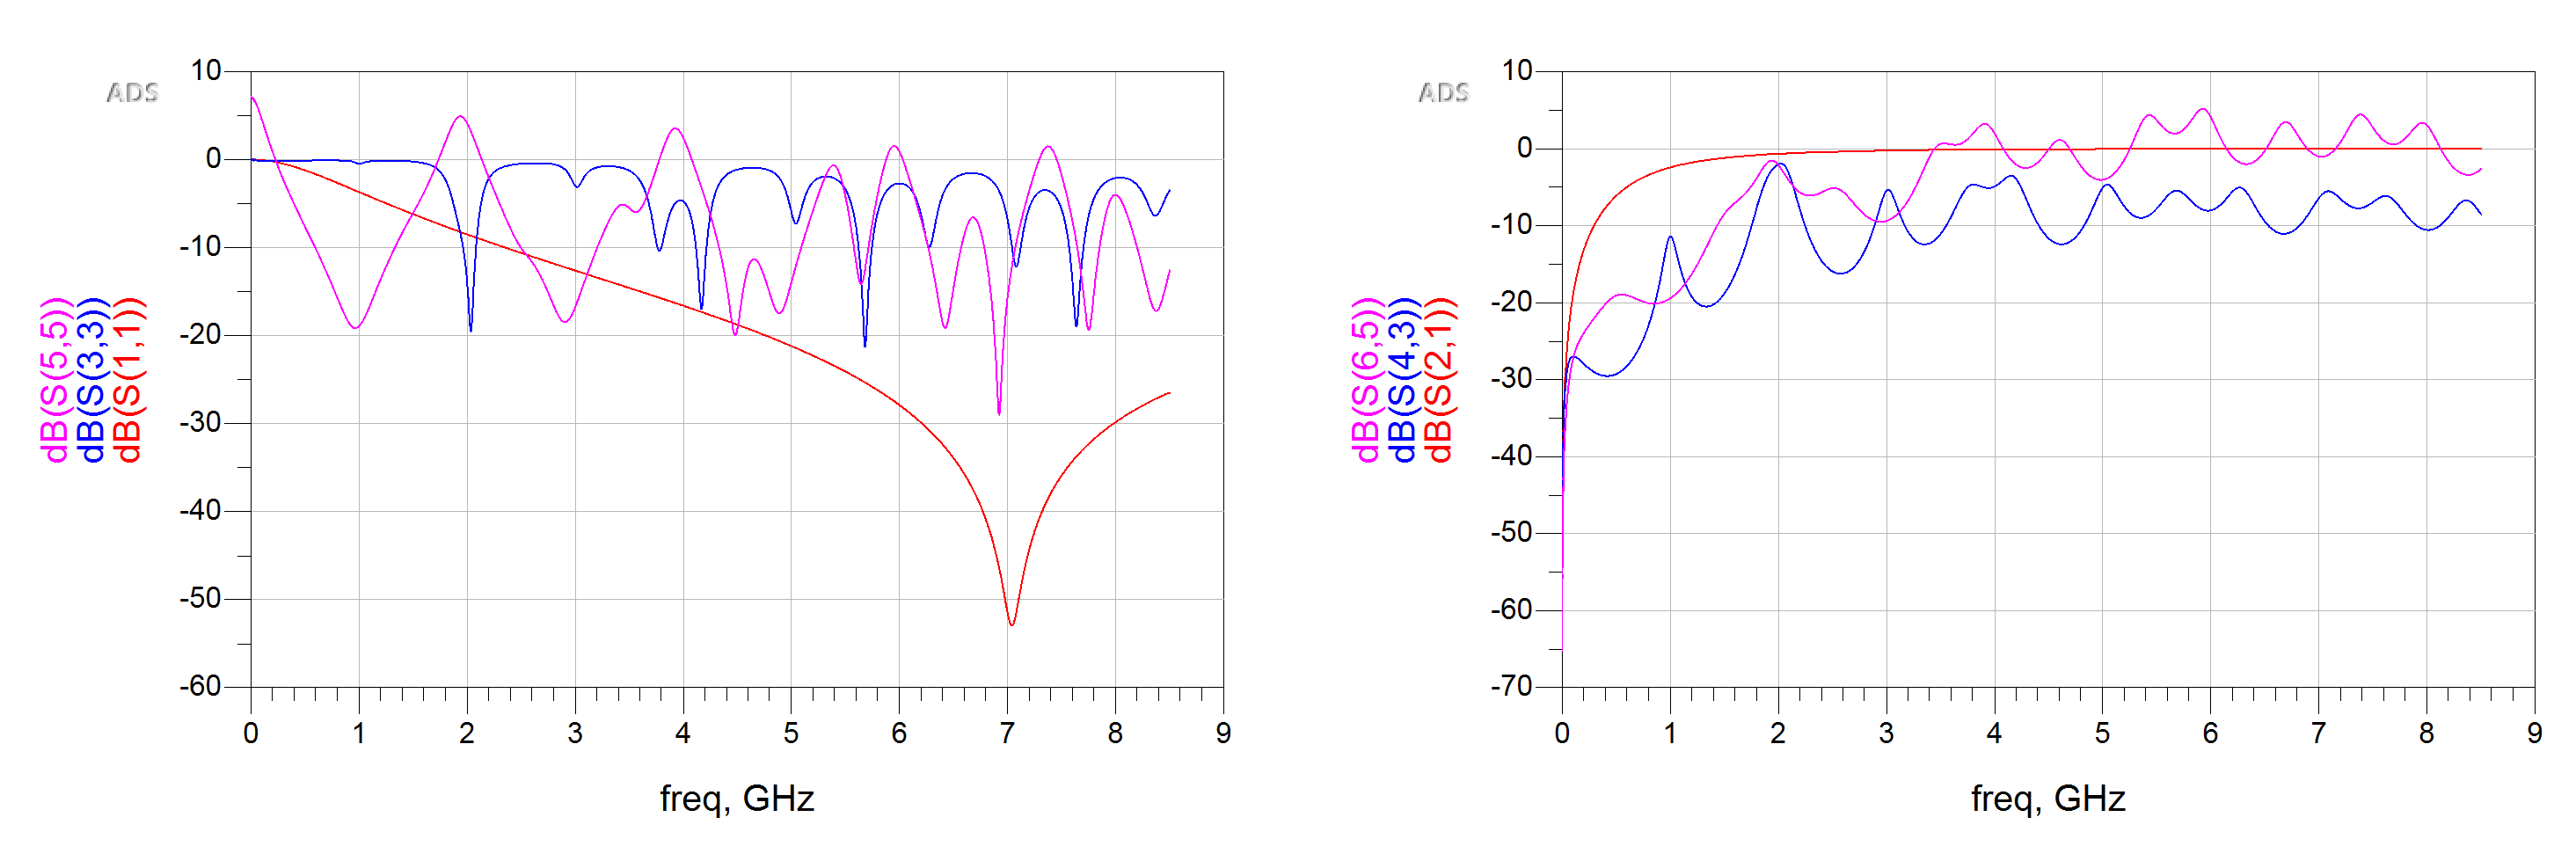 ADS
dB(S(5,5))
dB(S(3,3))
dB(S(1,1))
10
0
-10
-20
-30
-40
-50
-60
0 1 2 3 4 5 6 7 8 9
freq, GHz
ADS
dB(S(6,5))
dB(S(4,3))
dB(S(2,1))
10
0
-10
-20
-30
-40
-50
-60
-70
0 1 2 3 4 5 6 7 8 9
freq, GHz